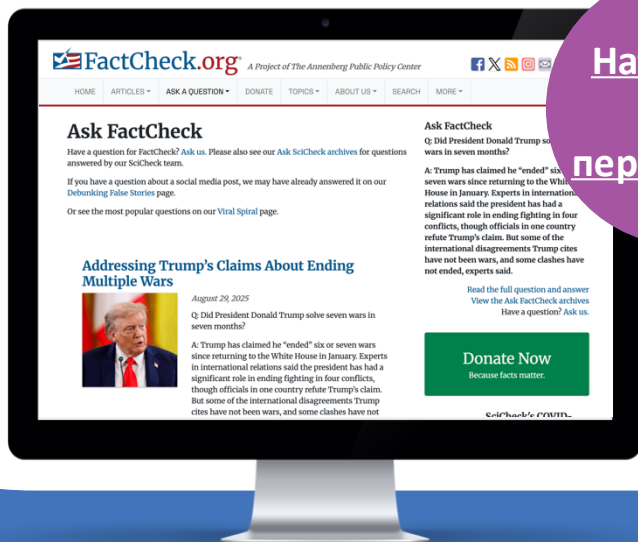 FactCheck.org® A Project of The Annenberg Public Policy Center
HOME ARTICLES ASK A QUESTION DONATE TOPICS ABOUT US SEARCH MORE
Ask FactCheck
Have a question for FactCheck? Ask us. Please also see our Ask SciCheck archives for questions
answered by our SciCheck team.
If you have a question about a social media post, we may have already answered it on our
Debunking False Stories page.
Or see the most popular questions on our Viral Spiral page.
Addressing Trump's Claims About Ending
Multiple Wars
August 29, 2025
Q: Did President Donald Trump solve seven wars in
seven months?
A: Trump has claimed he “ended” six or seven wars
since returning to the White House in January. Experts
in international relations said the president has had a
significant role in ending fighting in four conflicts,
though officials in one country refute Trump's claim.
But some of the international disagreements Trump
cites have not been wars, and some clashes have not
Ask FactCheck
Q: Did President Donald Trump so
wars in seven months?
A: Trump has claimed he “ended” six
seven wars since returning to the Whit
House in January. Experts in international
relations said the president has had a
significant role in ending fighting in four
conflicts, though officials in one country
refute Trump's claim. But some of the
international disagreements Trump cites
have not been wars, and some clashes have
not ended, experts said.
Read the full question and answer
View the Ask FactCheck archives
Have a question? Ask us.
Donate Now
Because facts matter.
SciCheck's COVID-
На
пер